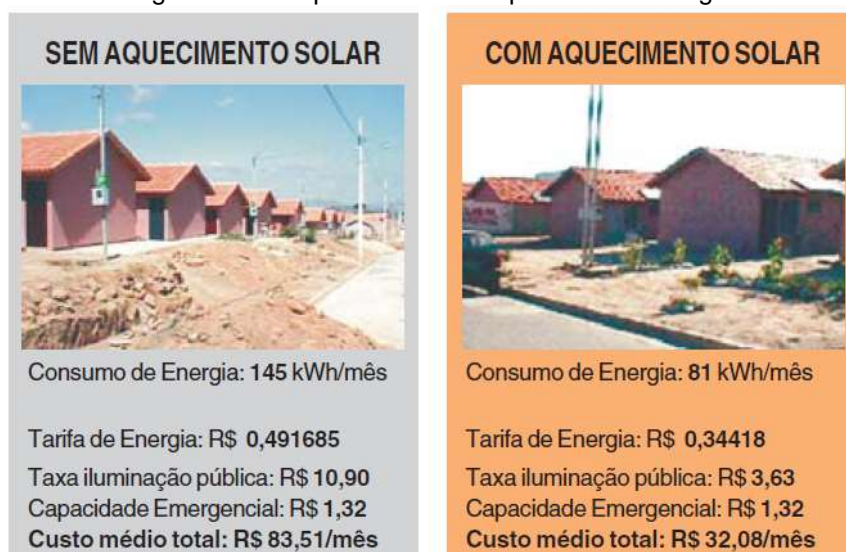 SEM AQUECIMENTO SOLAR
Consumo de Energia: 145 kWh/mês
Tarifa de Energia: R$ 0,491685
Taxa iluminação pública: R$ 10,90
Capacidade Emergencial: R$ 1,32
Custo médio total: R$ 83,51/mês
COM AQUECIMENTO SOLAR
Consumo de Energia: 81 kWh/mês
Tarifa de Energia: R$ 0,34418
Taxa iluminação pública: R$ 3,63
Capacidade Emergencial: R$ 1,32
Custo médio total: R$ 32,08/mês